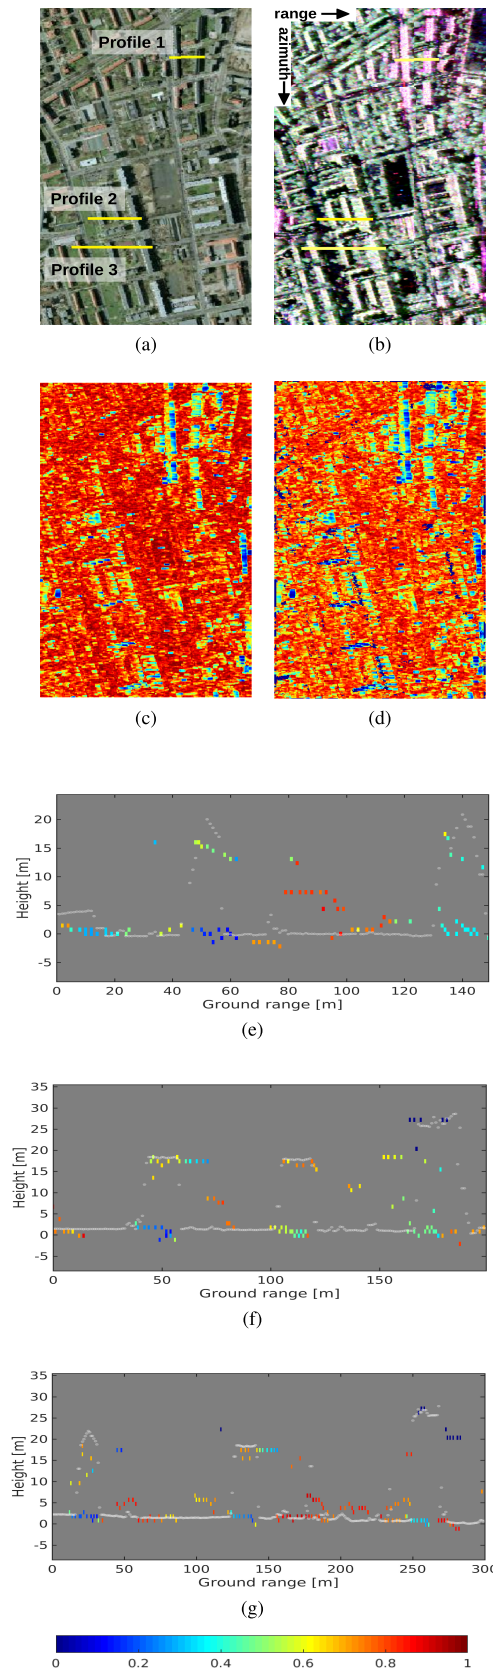 Profile 1
Profile 2
Profile 3
(a)
range
azimuth
(b)
(c)
(d)
Height [m]
20
15
10
5
0
-5
0 20 40 60 80 100 120 140
Ground range [m]
(e)
Height [m]
35
30
25
20
15
10
5
0
-5
0 50 100 150
Ground range [m]
(f)
Height [m]
35
30
25
20
15
10
5
0
-5
0 50 100 150 200 250 300
Ground range [m]
(g)
0 0.2 0.4 0.6 0.8 1